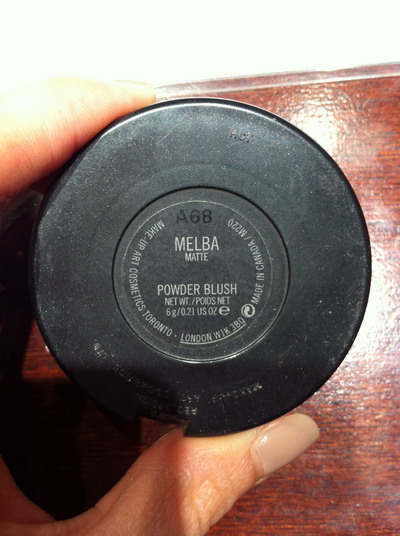 A68
MELBA
MATTE
POWDER BLUSH
NET WT. / POIDS NET
6 g / 0.21 US OZ e
MAKE-UP ART COSMETICS TORONTO · LONDON W1K 3BQ
MADE IN CANADA / M220